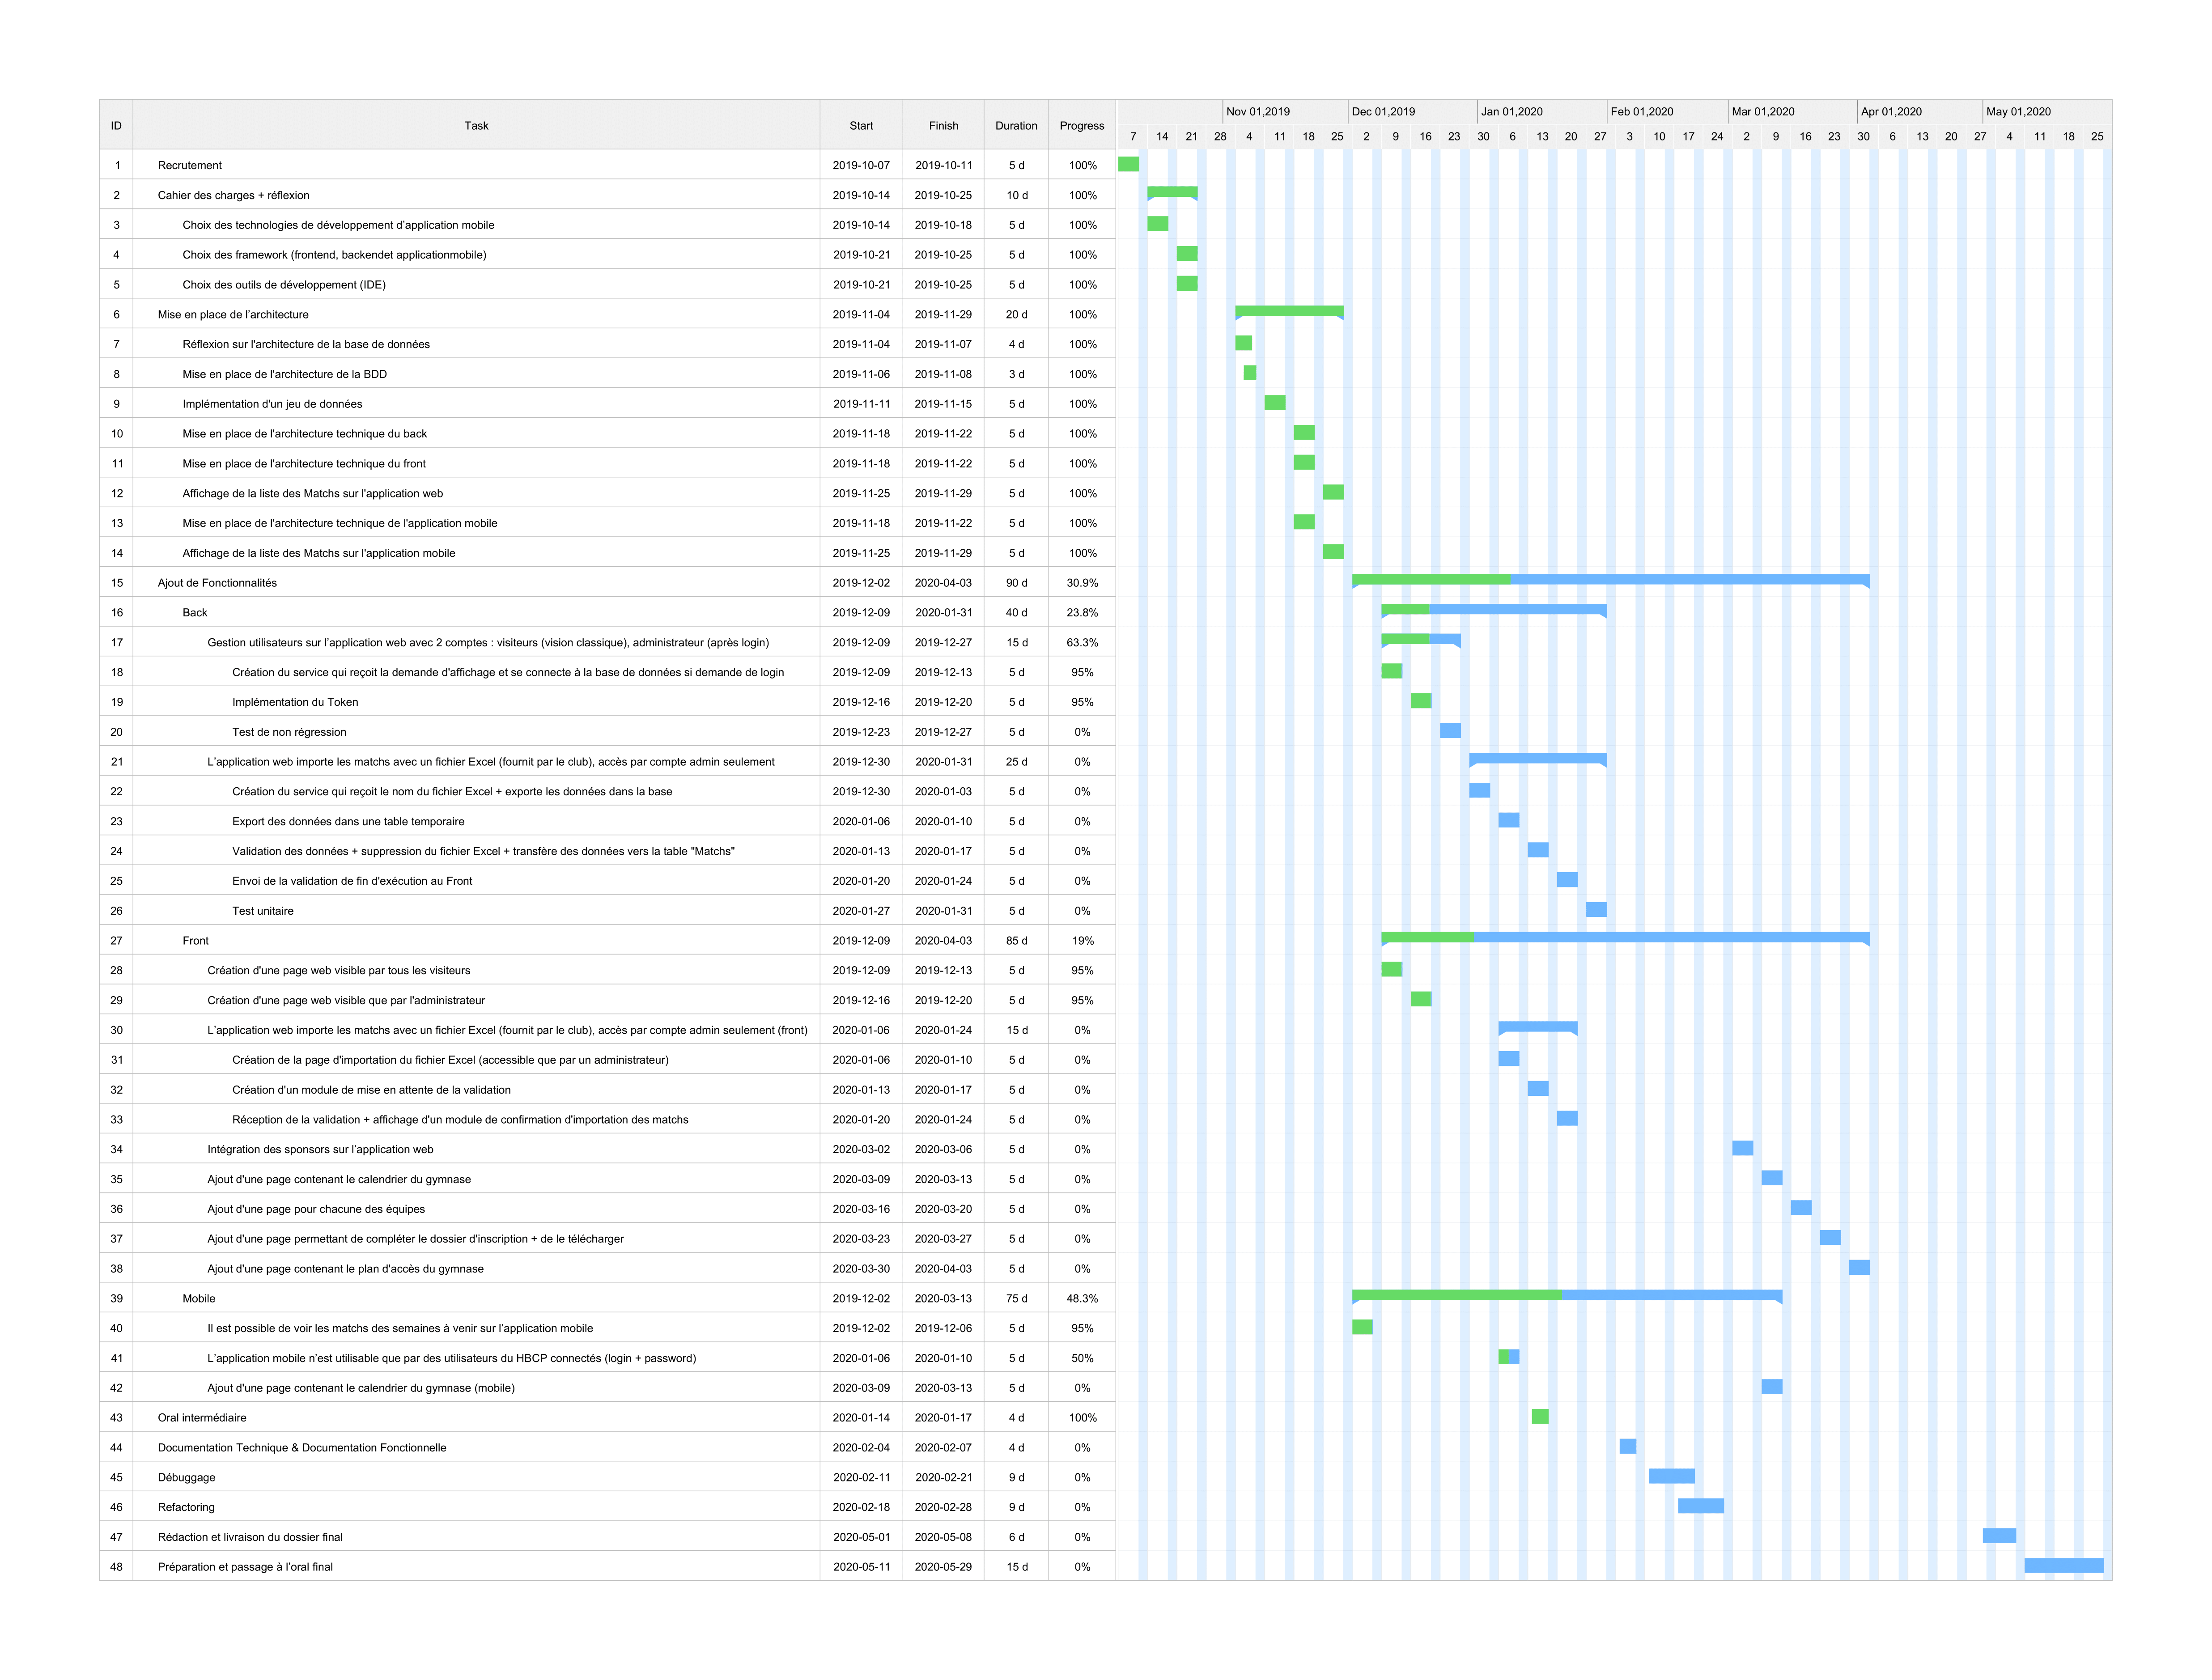 ID Task Start Finish Duration Progress Nov 01,2019 Dec 01,2019 Jan 01,2020 Feb 01,2020 Mar 01,2020 Apr 01,2020 May 01,2020
7 14 21 28 4 11 18 25 2 9 16 23 30 6 13 20 27 3 10 17 24 2 9 16 23 30 6 13 20 27 4 11 18 25
1 Recrutement 2019-10-07 2019-10-11 5 d 100%
2 Cahier des charges + réflexion 2019-10-14 2019-10-25 10 d 100%
3 Choix des technologies de développement d'application mobile 2019-10-14 2019-10-18 5 d 100%
4 Choix des framework (frontend, backendet applicationmobile) 2019-10-21 2019-10-25 5 d 100%
5 Choix des outils de développement (IDE) 2019-10-21 2019-10-25 5 d 100%
6 Mise en place de l'architecture 2019-11-04 2019-11-29 20 d 100%
7 Réflexion sur l'architecture de la base de données 2019-11-04 2019-11-07 4 d 100%
8 Mise en place de l'architecture de la BDD 2019-11-06 2019-11-08 3 d 100%
9 Implémentation d'un jeu de données 2019-11-11 2019-11-15 5 d 100%
10 Mise en place de l'architecture technique du back 2019-11-18 2019-11-22 5 d 100%
11 Mise en place de l'architecture technique du front 2019-11-18 2019-11-22 5 d 100%
12 Affichage de la liste des Matchs sur l'application web 2019-11-25 2019-11-29 5 d 100%
13 Mise en place de l'architecture technique de l'application mobile 2019-11-18 2019-11-22 5 d 100%
14 Affichage de la liste des Matchs sur l'application mobile 2019-11-25 2019-11-29 5 d 100%
15 Ajout de Fonctionnalités 2019-12-02 2020-04-03 90 d 30.9%
16 Back 2019-12-09 2020-01-31 40 d 23.8%
17 Gestion utilisateurs sur l'application web avec 2 comptes : visiteurs (vision classique), administrateur (après login) 2019-12-09 2019-12-27 15 d 63.3%
18 Création du service qui reçoit la demande d'affichage et se connecte à la base de données si demande de login 2019-12-09 2019-12-13 5 d 95%
19 Implémentation du Token 2019-12-16 2019-12-20 5 d 95%
20 Test de non régression 2019-12-23 2019-12-27 5 d 0%
21 L'application web importe les matchs avec un fichier Excel (fournit par le club), accès par compte admin seulement 2019-12-30 2020-01-31 25 d 0%
22 Création du service qui reçoit le nom du fichier Excel + exporte les données dans la base 2019-12-30 2020-01-03 5 d 0%
23 Export des données dans une table temporaire 2020-01-06 2020-01-10 5 d 0%
24 Validation des données + suppression du fichier Excel + transfère des données vers la table "Matchs" 2020-01-13 2020-01-17 5 d 0%
25 Envoi de la validation de fin d'exécution au Front 2020-01-20 2020-01-24 5 d 0%
26 Test unitaire 2020-01-27 2020-01-31 5 d 0%
27 Front 2019-12-09 2020-04-03 85 d 19%
28 Création d'une page web visible par tous les visiteurs 2019-12-09 2019-12-13 5 d 95%
29 Création d'une page web visible que par l'administrateur 2019-12-16 2019-12-20 5 d 95%
30 L'application web importe les matchs avec un fichier Excel (fournit par le club), accès par compte admin seulement (front) 2020-01-06 2020-01-24 15 d 0%
31 Création de la page d'importation du fichier Excel (accessible que par un administrateur) 2020-01-06 2020-01-10 5 d 0%
32 Création d'un module de mise en attente de la validation 2020-01-13 2020-01-17 5 d 0%
33 Réception de la validation + affichage d'un module de confirmation d'importation des matchs 2020-01-20 2020-01-24 5 d 0%
34 Intégration des sponsors sur l'application web 2020-03-02 2020-03-06 5 d 0%
35 Ajout d'une page contenant le calendrier du gymnase 2020-03-09 2020-03-13 5 d 0%
36 Ajout d'une page pour chacune des équipes 2020-03-16 2020-03-20 5 d 0%
37 Ajout d'une page permettant de compléter le dossier d'inscription + de le télécharger 2020-03-23 2020-03-27 5 d 0%
38 Ajout d'une page contenant le plan d'accès du gymnase 2020-03-30 2020-04-03 5 d 0%
39 Mobile 2019-12-02 2020-03-13 75 d 48.3%
40 Il est possible de voir les matchs des semaines à venir sur l'application mobile 2019-12-02 2019-12-06 5 d 95%
41 L'application mobile n'est utilisable que par des utilisateurs du HBCP connectés (login + password) 2020-01-06 2020-01-10 5 d 50%
42 Ajout d'une page contenant le calendrier du gymnase (mobile) 2020-03-09 2020-03-13 5 d 0%
43 Oral intermédiaire 2020-01-14 2020-01-17 4 d 100%
44 Documentation Technique & Documentation Fonctionnelle 2020-02-04 2020-02-07 4 d 0%
45 Débuggage 2020-02-11 2020-02-21 9 d 0%
46 Refactoring 2020-02-18 2020-02-28 9 d 0%
47 Rédaction et livraison du dossier final 2020-05-01 2020-05-08 6 d 0%
48 Préparation et passage à l'oral final 2020-05-11 2020-05-29 15 d 0%